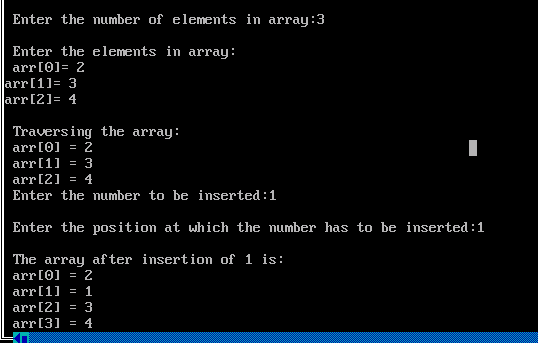 Enter the number of elements in array:3
Enter the elements in array:
arr[0]= 2
arr[1]= 3
arr[2]= 4
Traversing the array:
arr[0] = 2
arr[1] = 3
arr[2] = 4
Enter the number to be inserted:1
Enter the position at which the number has to be inserted:1
The array after insertion of 1 is:
arr[0] = 2
arr[1] = 1
arr[2] = 3
arr[3] = 4